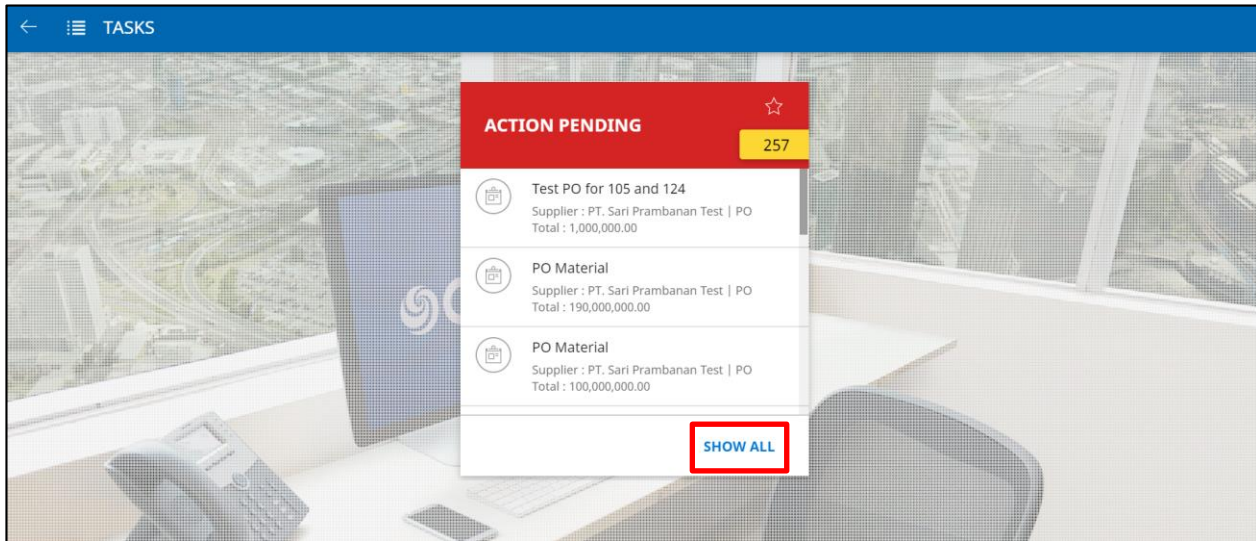 TASKS
ACTION PENDING
257
Test PO for 105 and 124
Supplier : PT. Sari Prambanan Test | PO
Total : 1,000,000.00
PO Material
Supplier : PT. Sari Prambanan Test | PO
Total : 190,000,000.00
PO Material
Supplier : PT. Sari Prambanan Test | PO
Total : 100,000,000.00
SHOW ALL